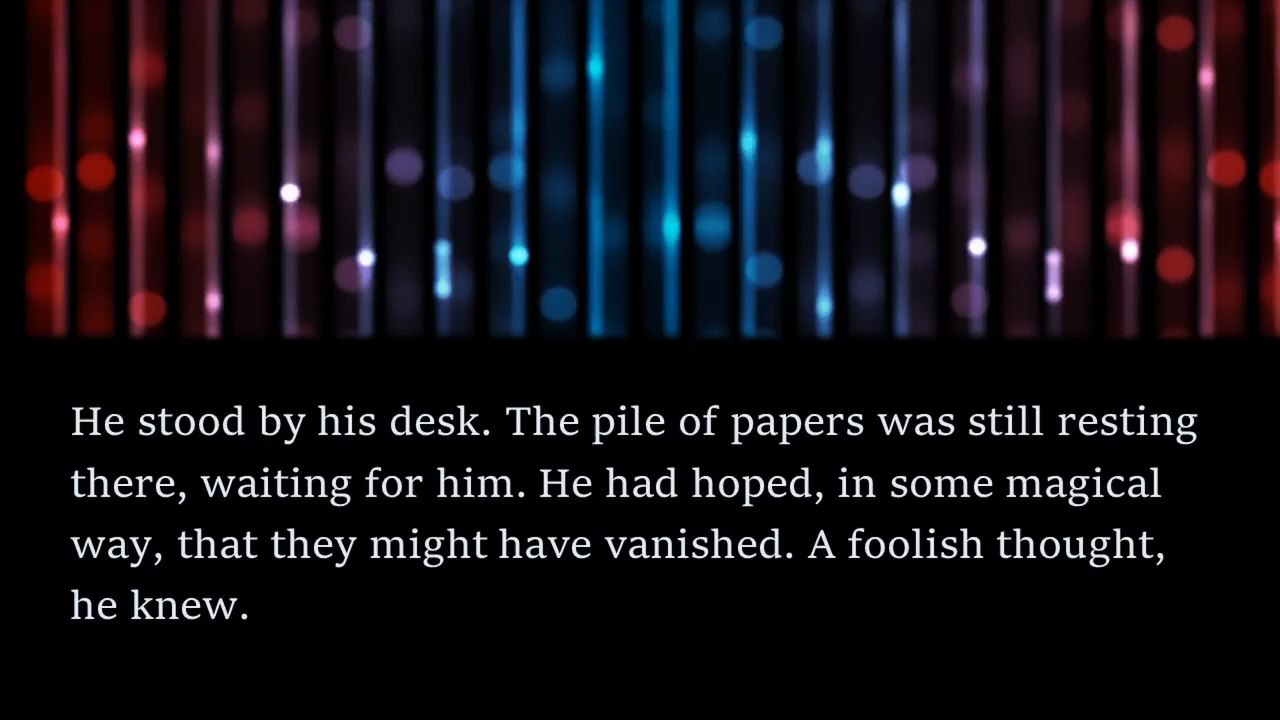 He stood by his desk. The pile of papers was still resting
there, waiting for him. He had hoped, in some magical
way, that they might have vanished. A foolish thought,
he knew.